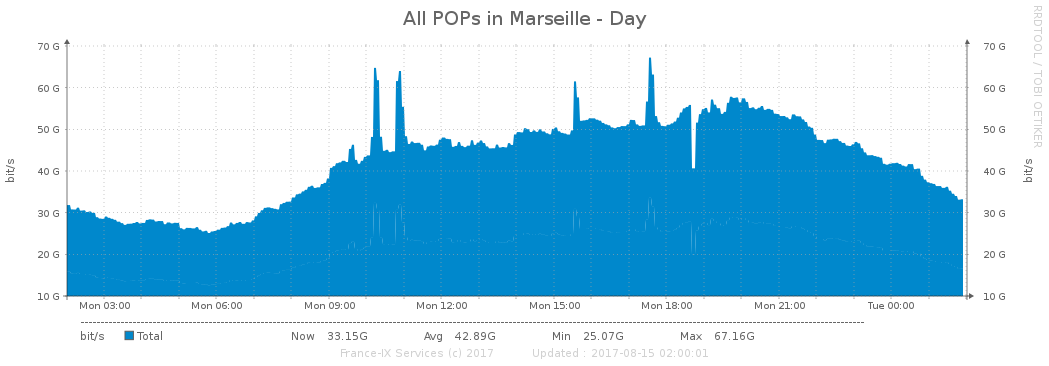 All POPs in Marseille - Day
RRDTOOL / TOBI OETIKER
70 G 70 G
60 G 60 G
50 G 50 G
40 G 40 G
30 G 30 G
20 G 20 G
10 G 10 G
bit/s bit/s
Mon 03:00 Mon 06:00 Mon 09:00 Mon 12:00 Mon 15:00 Mon 18:00 Mon 21:00 Tue 00:00
bit/s Total Now 33.15G Avg 42.89G Min 25.07G Max 67.16G
France-IX Services (c) 2017 Updated : 2017-08-15 02:00:01